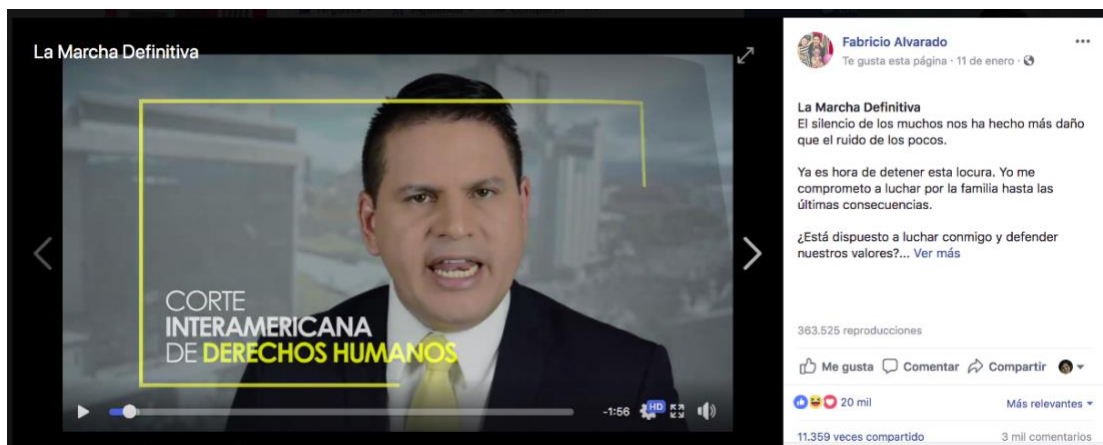 La Marcha Definitiva
CORTE
INTERAMERICANA
DE DERECHOS HUMANOS
-1:56
HD
Fabricio Alvarado
Te gusta esta página · 11 de enero ·
La Marcha Definitiva
El silencio de los muchos nos ha hecho más daño
que el ruido de los pocos.
Ya es hora de detener esta locura. Yo me
comprometo a luchar por la familia hasta las
últimas consecuencias.
¿Está dispuesto a luchar conmigo y defender
nuestros valores?... Ver más
363.525 reproducciones
Me gusta Comentar Compartir
20 mil Más relevantes
11.359 veces compartido 3 mil comentarios